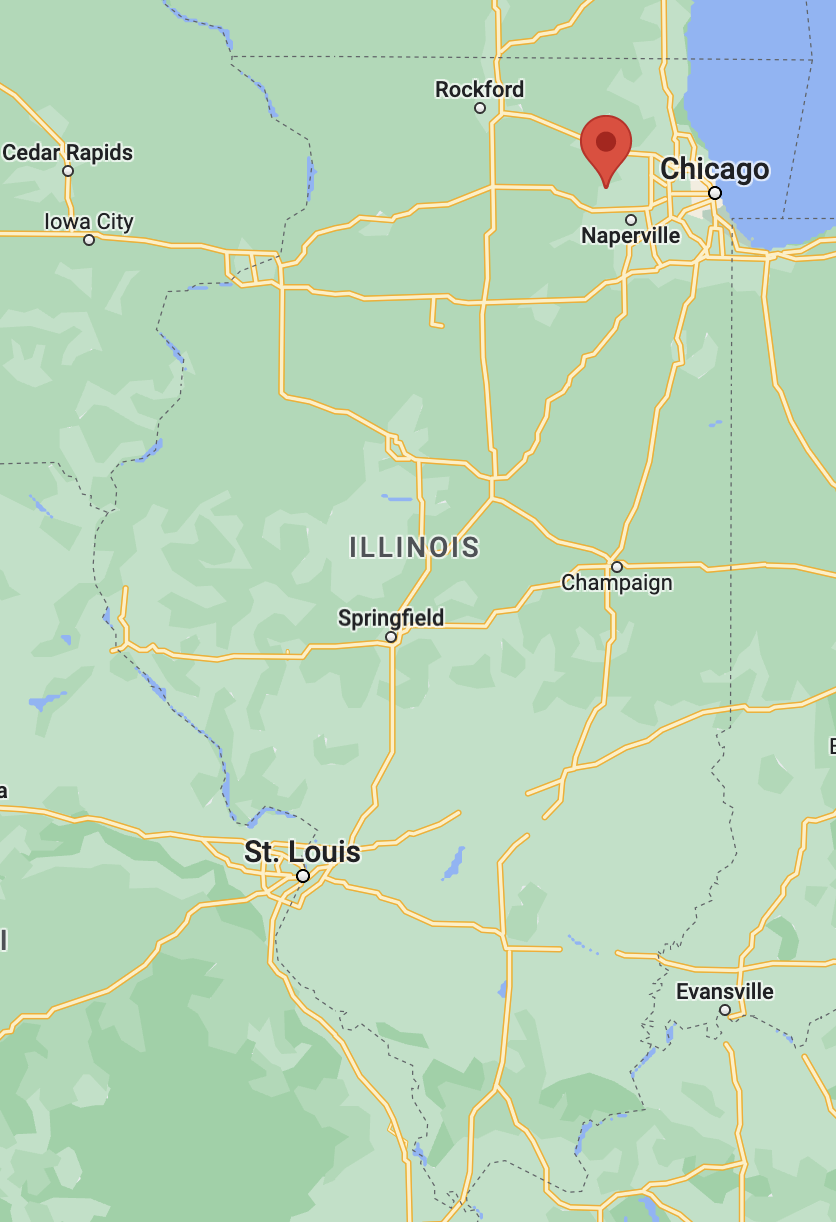 Rockford
Cedar Rapids
Chicago
Iowa City
Naperville
ILLINOIS
Champaign
Springfield
E
a
St. Louis
l
Evansville